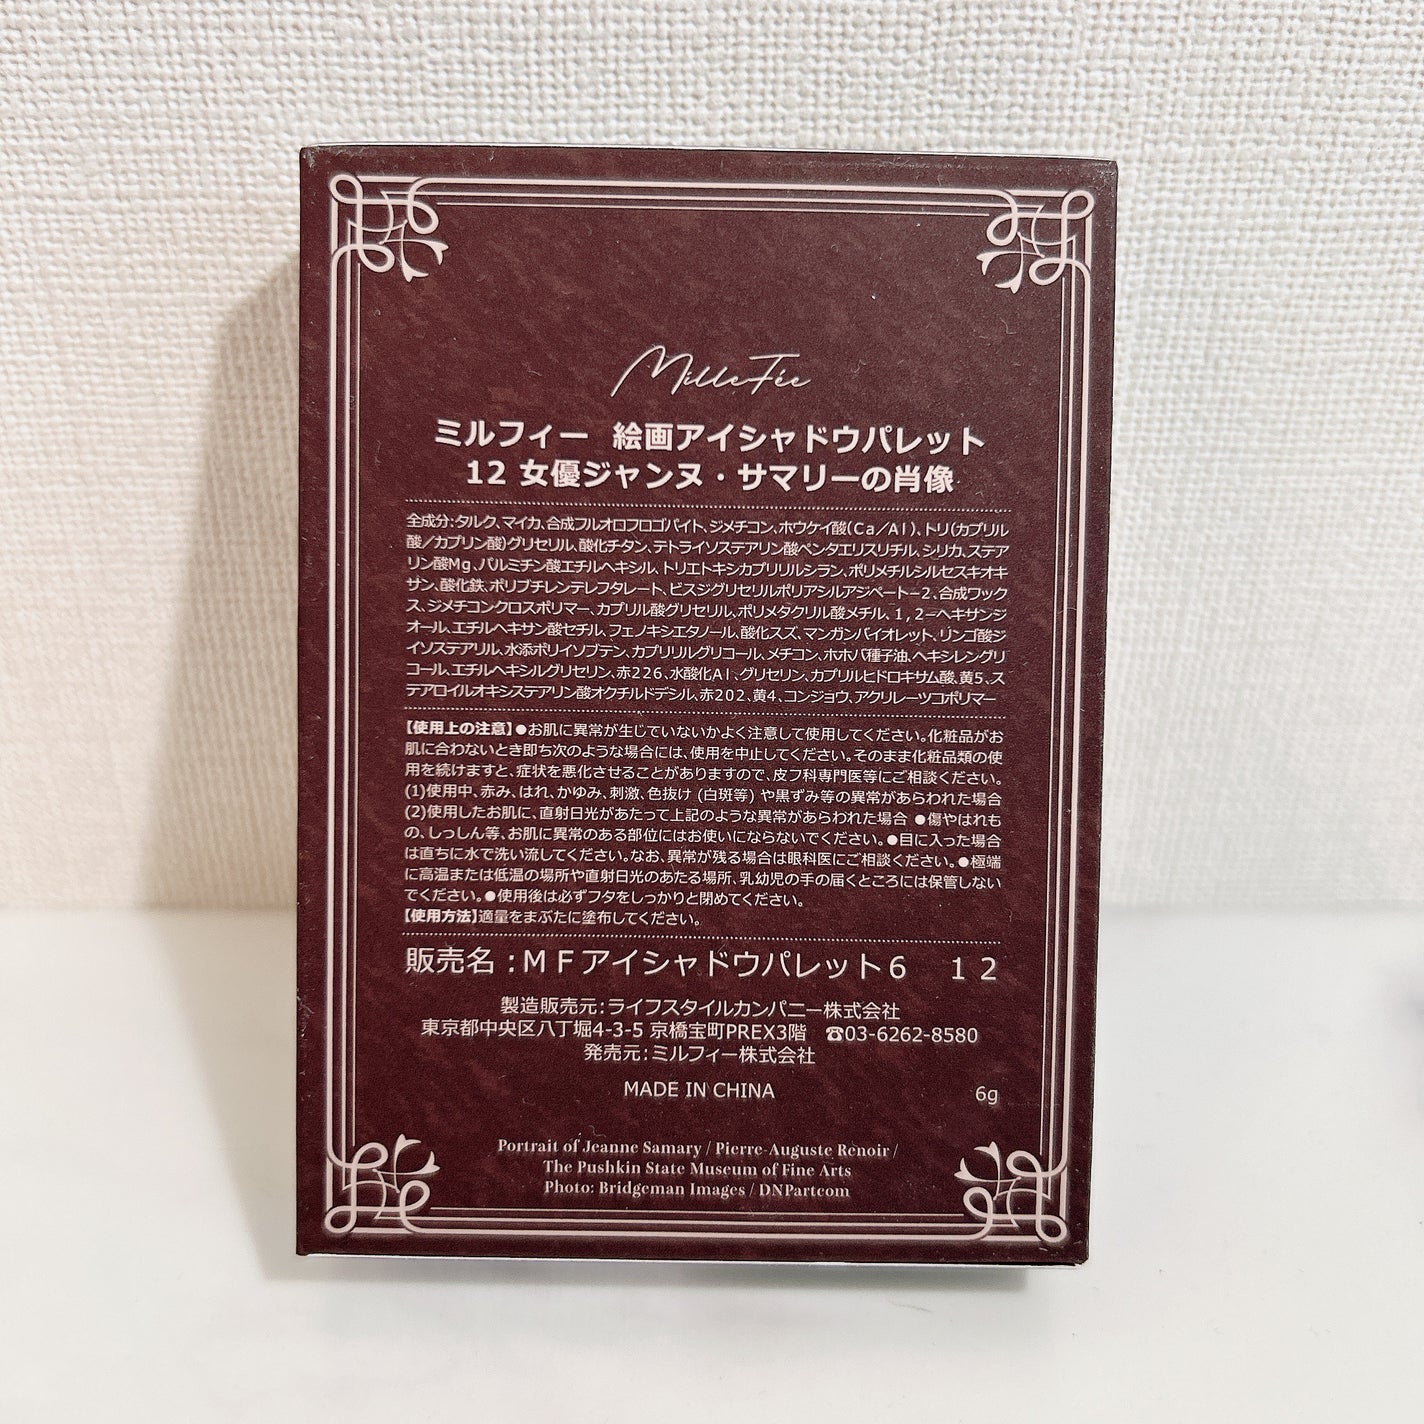 MilleFée
ミルフィー 絵画アイシャドウパレット
12 女優ジャンヌ・サマリーの肖像
全成分:タルク、マイカ、合成フルオロフロゴパイト、ジメチコン、ホウケイ酸(Ca/Al)、トリ(カプリル
酸/カプリン酸)グリセリル、酸化チタン、テトライソステアリン酸ペンタエリスリチル、シリカ、ステア
リン酸Mg、パルミチン酸エチルヘキシル、トリエトキシカプリリルシラン、ポリメチルシルセスキオキ
サン、酸化鉄、ポリブチレンテレフタレート、ビスジグリセリルポリアシルアジペート-2、合成ワック
ス、ジメチコンクロスポリマー、カプリル酸グリセリル、ポリメタクリル酸メチル、1,2-ヘキサンジ
オール、エチルヘキサン酸セチル、フェノキシエタノール、酸化スズ、マンガンバイオレット、リンゴ酸ジ
イソステアリル、水添ポリイソブテン、カプリリルグリコール、メチコン、ホホバ種子油、ヘキシレングリ
コール、エチルヘキシルグリセリン、赤226、水酸化Al、グリセリン、カプリルヒドロキサム酸、黄5、ス
テアロイルオキシステアリン酸オクチルドデシル、赤202、黄4、コンジョウ、アクリレーツコポリマー
【使用上の注意】●お肌に異常が生じていないかよく注意して使用してください。化粧品がお
肌に合わないとき即ち次のような場合には、使用を中止してください。そのまま化粧品類の使
用を続けますと、症状を悪化させることがありますので、皮フ科専門医等にご相談ください。
(1)使用中、赤み、はれ、かゆみ、刺激、色抜け (白斑等) や黒ずみ等の異常があらわれた場合
(2)使用したお肌に、直射日光があたって上記のような異常があらわれた場合 ●傷やはれも
の、しっしん等、お肌に異常のある部位にはお使いにならないでください。●目に入った場合
は直ちに水で洗い流してください。なお、異常が残る場合は眼科医にご相談ください。●極端
に高温または低温の場所や直射日光のあたる場所、乳幼児の手の届くところには保管しない
でください。●使用後は必ずフタをしっかりと閉めてください。
【使用方法】適量をまぶたに塗布してください。
販売名:MFアイシャドウパレット6 12
製造販売元:ライフスタイルカンパニー株式会社
東京都中央区八丁堀4-3-5 京橋宝町PREX3階 ☎03-6262-8580
発売元:ミルフィー株式会社
MADE IN CHINA
6g
Portrait of Jeanne Samary / Pierre-Auguste Renoir /
The Pushkin State Museum of Fine Arts
Photo: Bridgeman Images / DNPartcom